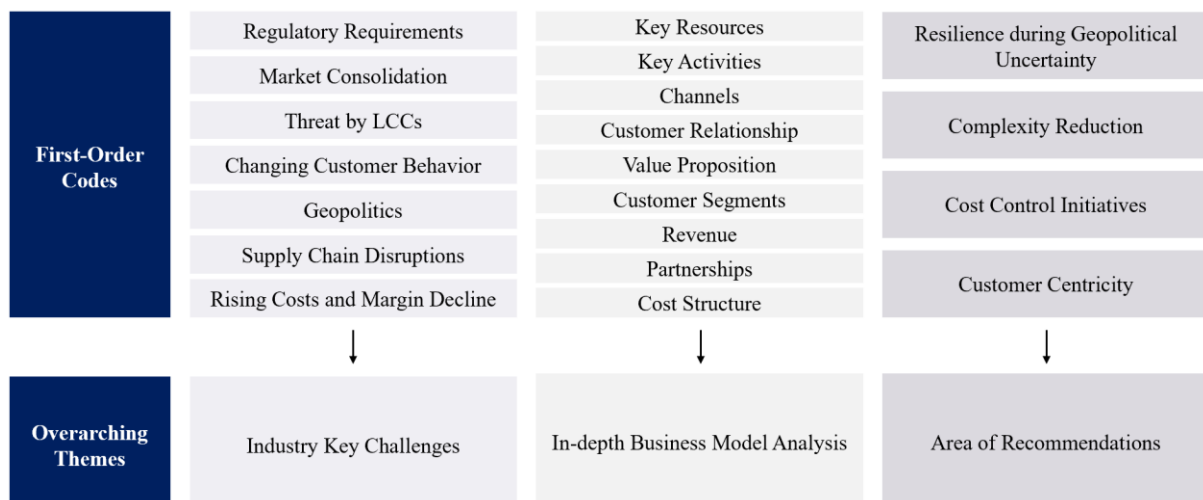 First-Order
Codes
Regulatory Requirements
Market Consolidation
Threat by LCCs
Changing Customer Behavior
Geopolitics
Supply Chain Disruptions
Rising Costs and Margin Decline
Key Resources
Key Activities
Channels
Customer Relationship
Value Proposition
Customer Segments
Revenue
Partnerships
Cost Structure
Resilience during Geopolitical
Uncertainty
Complexity Reduction
Cost Control Initiatives
Customer Centricity
Overarching
Themes
Industry Key Challenges
In-depth Business Model Analysis
Area of Recommendations